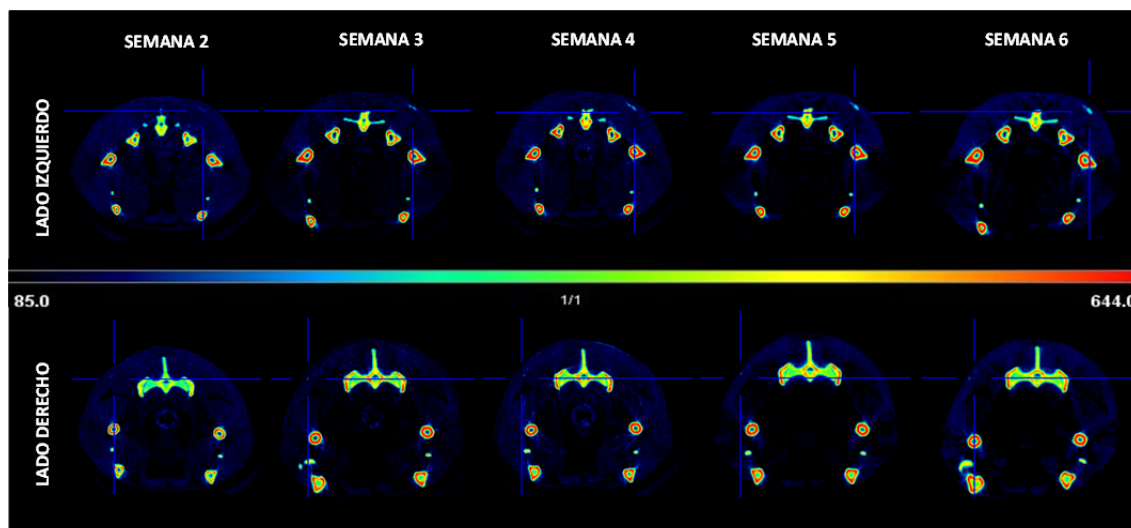 SEMANA 2
SEMANA 3
SEMANA 4
SEMANA 5
SEMANA 6
LADO IZQUIERDO
85.0
1/1
644.0
LADO DERECHO